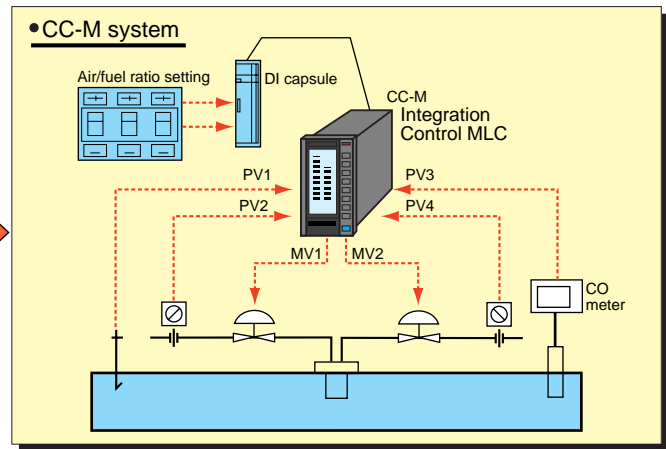 •CC-M system
Air/fuel ratio setting
DI capsule
CC-M
Integration
Control MLC
PV1
PV3
PV2
PV4
MV1
MV2
CO
meter